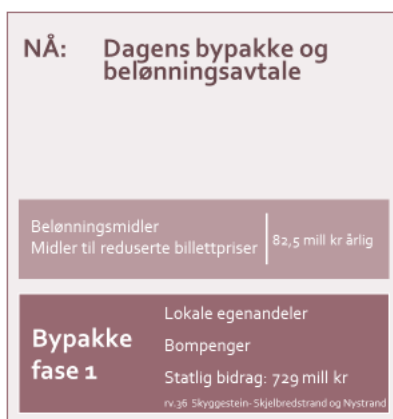 NÅ: Dagens bypakke og
belønningsavtale
Belønningsmidler
Midler til reduserte billettpriser
82,5 mill kr årlig
Bypakke
fase 1
Lokale egenandeler
Bompenger
Statlig bidrag: 729 mill kr
rv.36 Skyggestein- Skjelbredstrand og Nystrand